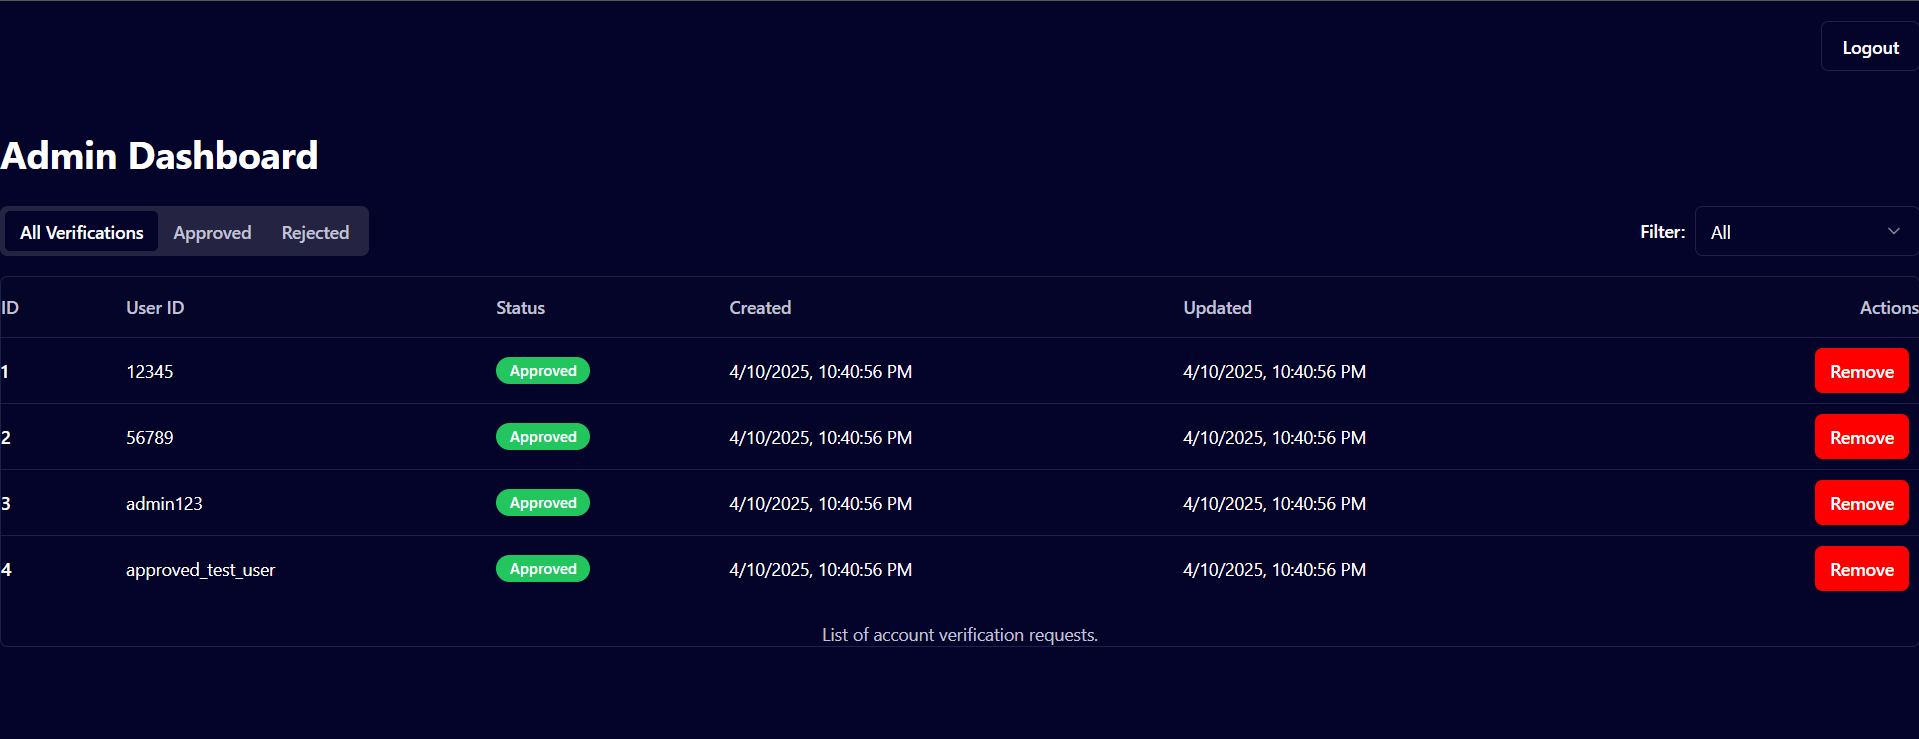 Logout
Admin Dashboard
All Verifications Approved Rejected Filter: All
ID User ID Status Created Updated Actions
1 12345 Approved 4/10/2025, 10:40:56 PM 4/10/2025, 10:40:56 PM Remove
2 56789 Approved 4/10/2025, 10:40:56 PM 4/10/2025, 10:40:56 PM Remove
3 admin123 Approved 4/10/2025, 10:40:56 PM 4/10/2025, 10:40:56 PM Remove
4 approved_test_user Approved 4/10/2025, 10:40:56 PM 4/10/2025, 10:40:56 PM Remove
List of account verification requests.